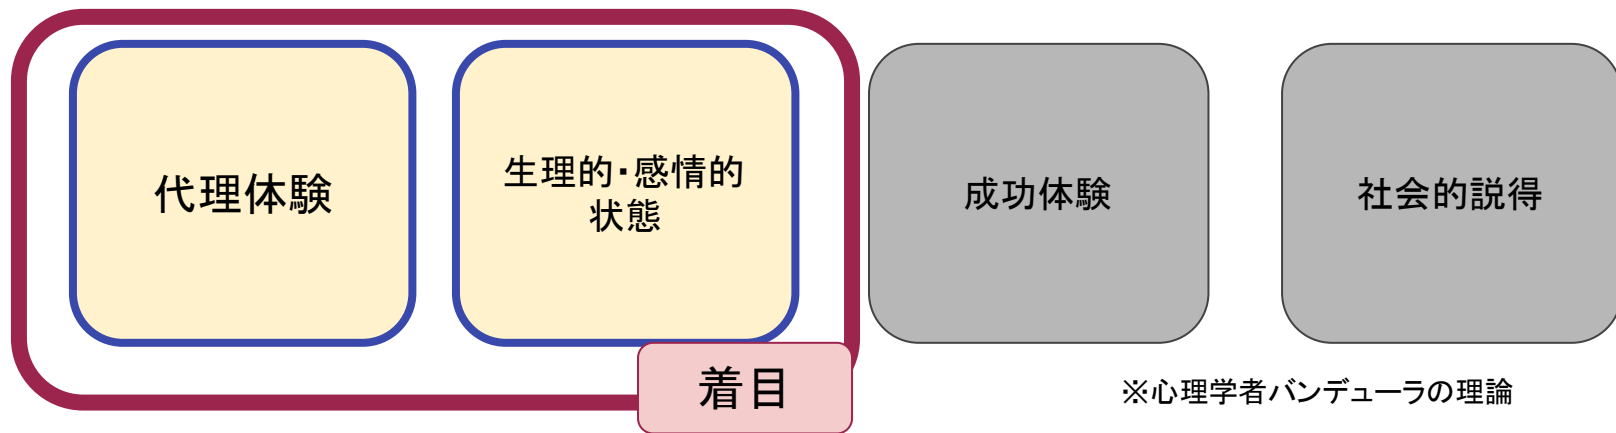 代理体験
生理的・感情的
状態
成功体験
社会的説得
着目
※心理学者バンデューラの理論